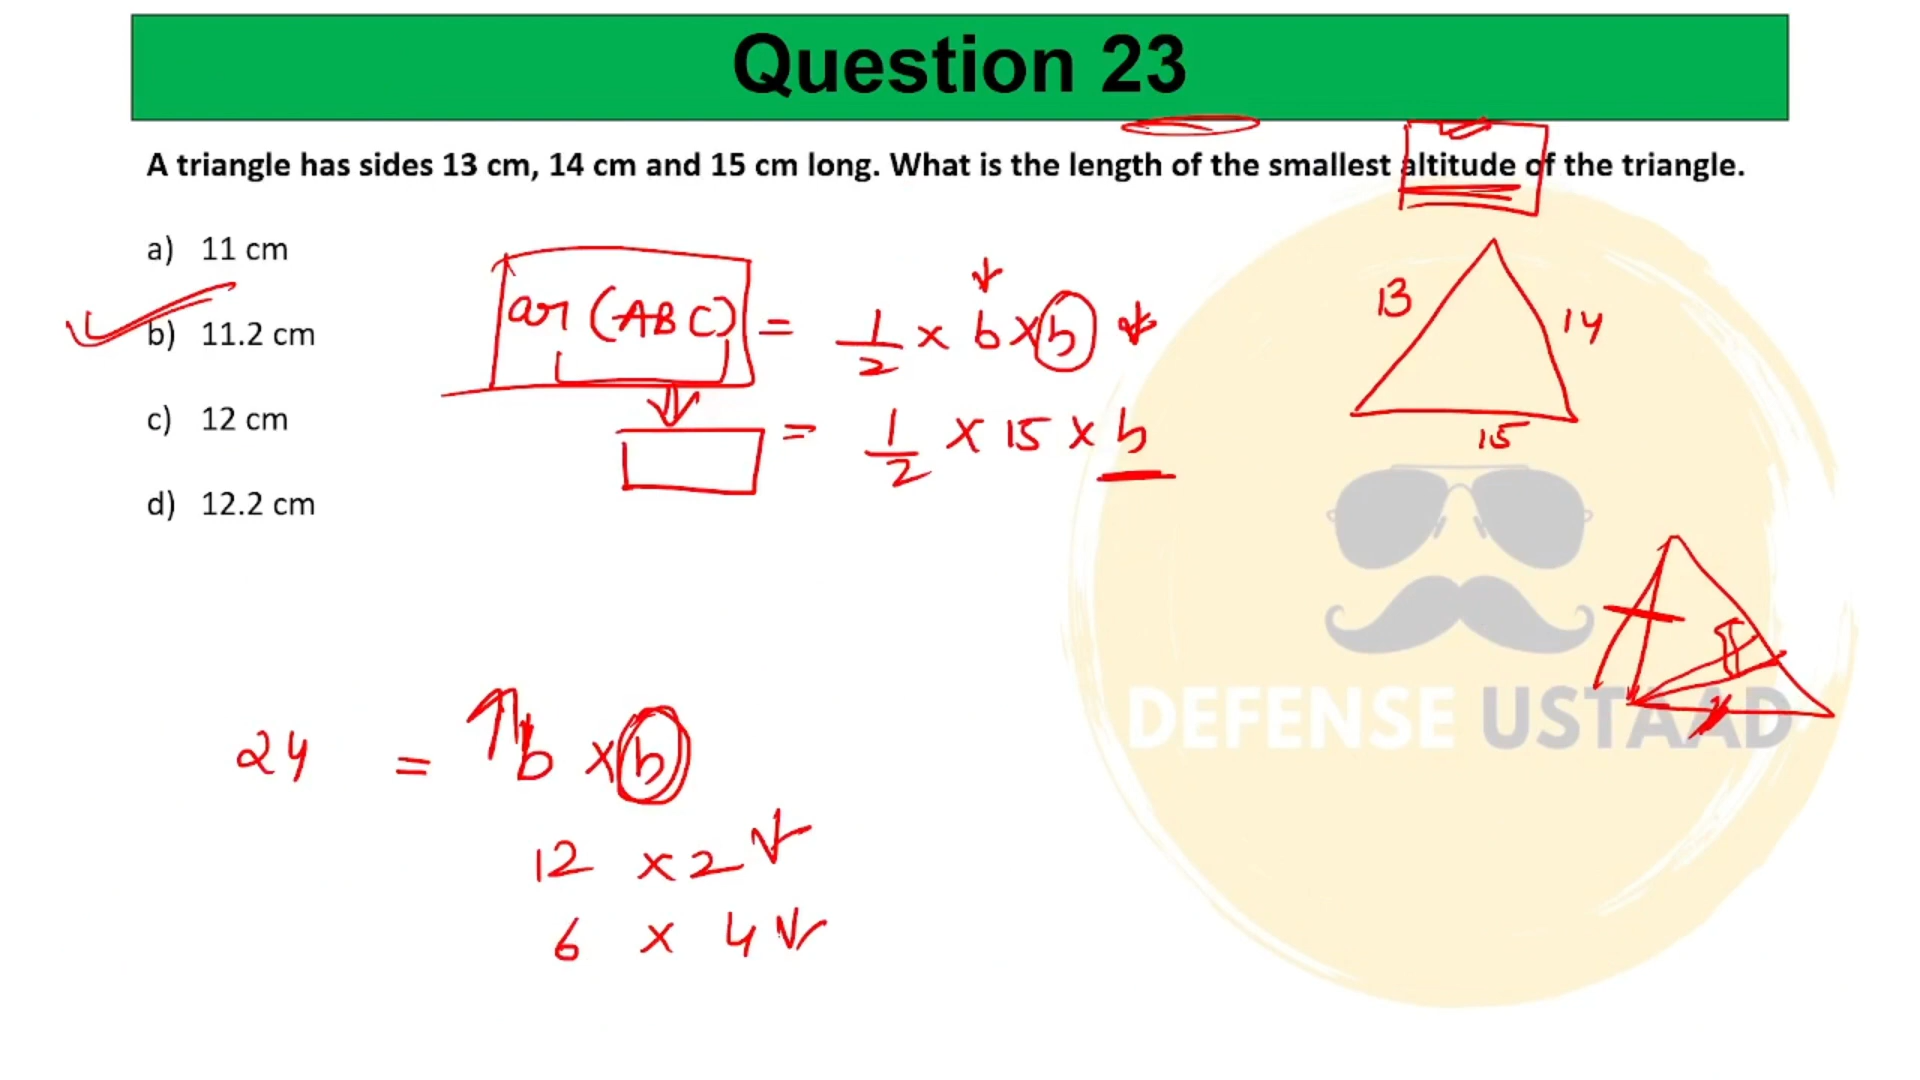 Question 23
A triangle has sides 13 cm, 14 cm and 15 cm long. What is the length of the smallest altitude of the triangle.
a) 11 cm
b) 11.2 cm
c) 12 cm
d) 12.2 cm
ar (ABC) = 1/2 × b × h
= 1/2 × 15 × h
13
14
15
DEFENSE USTAAD
24 = b × h
12 × 2
6 × 4